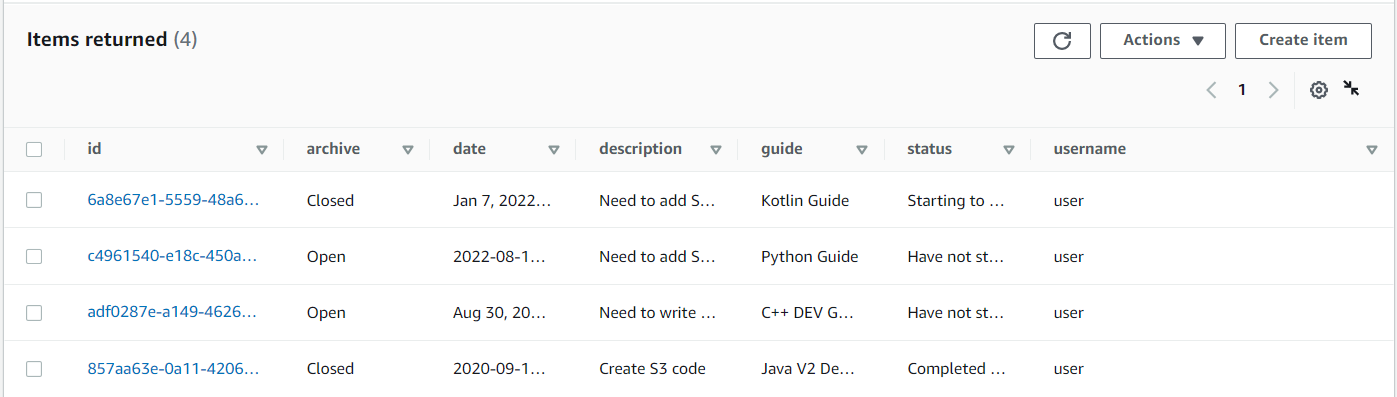 Items returned (4)
Actions
Create item
1
id archive date description guide status username
6a8e67e1-5559-48a6... Closed Jan 7, 2022... Need to add S... Kotlin Guide Starting to ... user
c4961540-e18c-450a... Open 2022-08-1... Need to add S... Python Guide Have not st... user
adf0287e-a149-4626... Open Aug 30, 20... Need to write ... C++ DEV G... Have not st... user
857aa63e-0a11-4206... Closed 2020-09-1... Create S3 code Java V2 De... Completed ... user